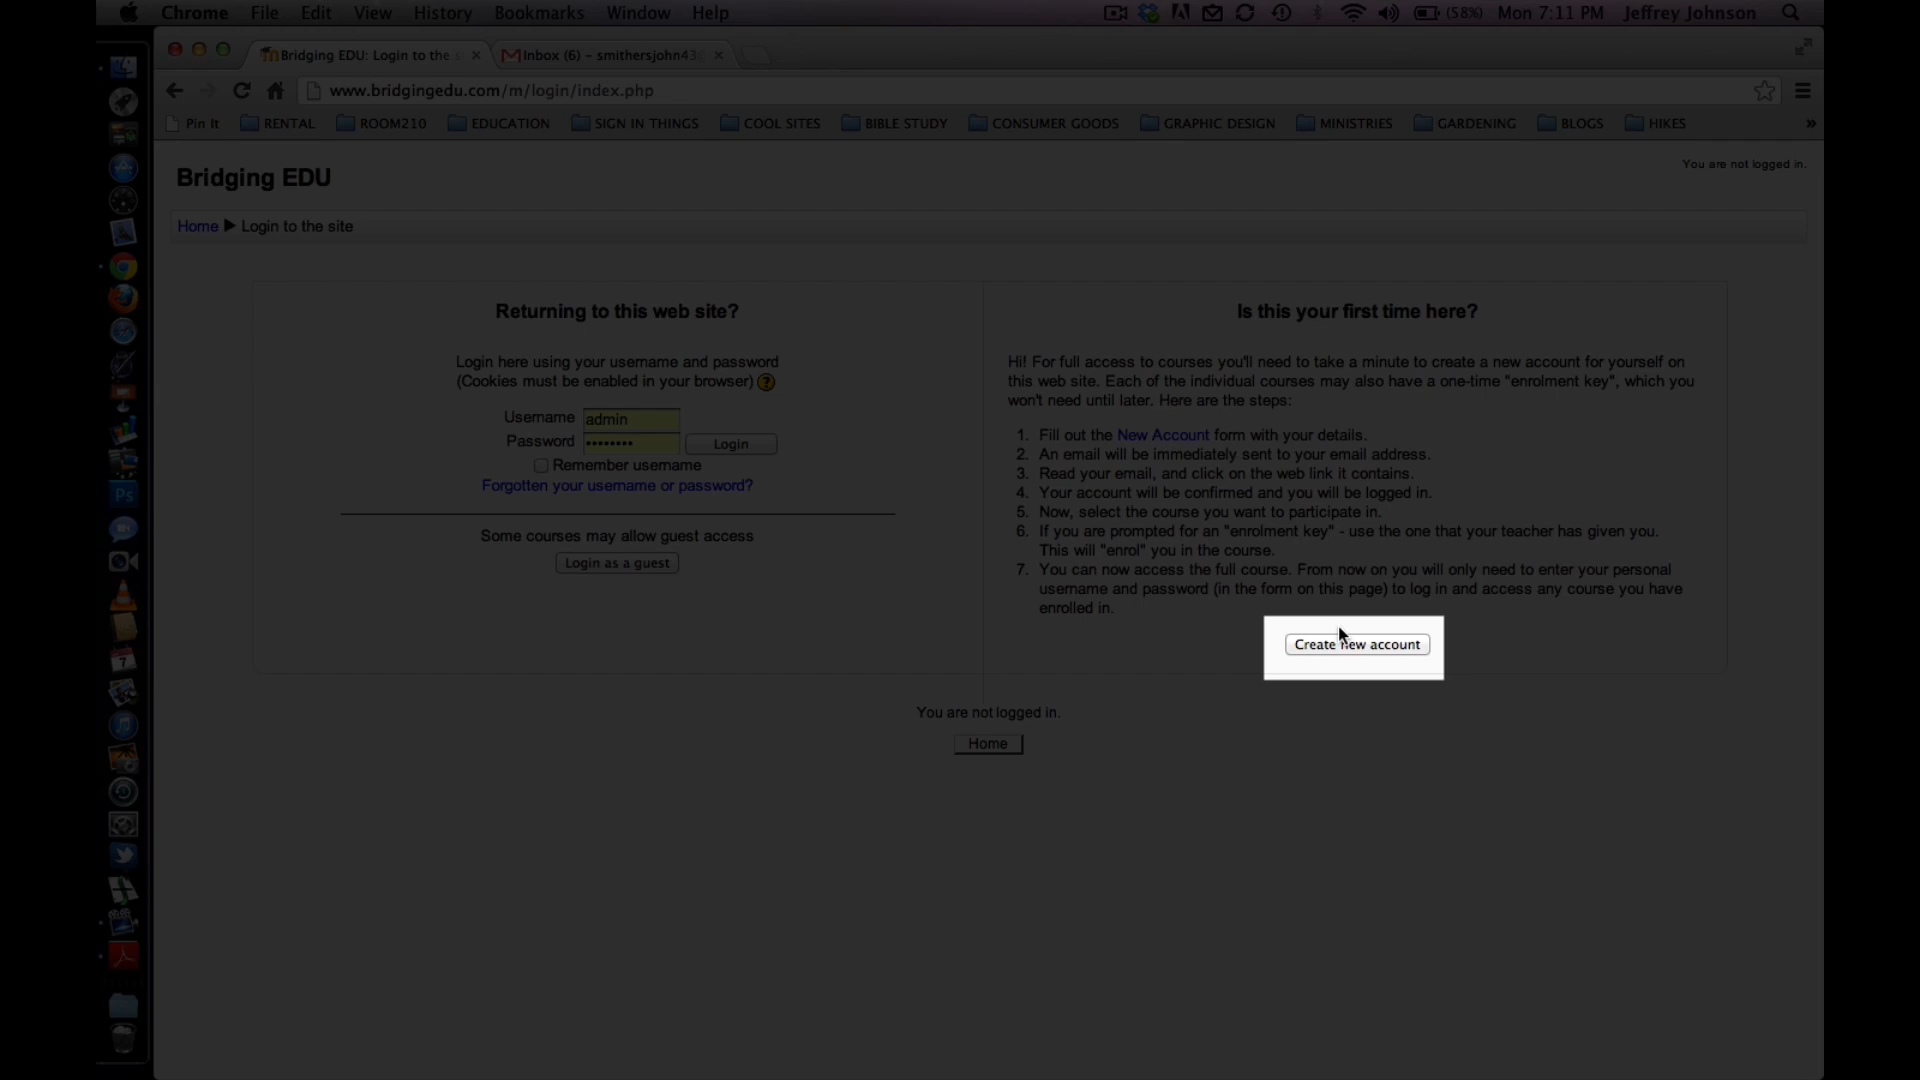 Chrome File Edit View History Bookmarks Window Help (58%) Mon 7:11 PM Jeffrey Johnson
Bridging EDU: Login to the s Inbox (6) – smithersjohn43
www.bridgingedu.com/m/login/index.php
Pin It RENTAL ROOM210 EDUCATION SIGN IN THINGS COOL SITES BIBLE STUDY CONSUMER GOODS GRAPHIC DESIGN MINISTRIES GARDENING BLOGS HIKES »
You are not logged in.
Bridging EDU
Home ▶ Login to the site
Returning to this web site?
Login here using your username and password
(Cookies must be enabled in your browser) ?
Username admin
Password •••••••• Login
Remember username
Forgotten your username or password?
Some courses may allow guest access
Login as a guest
Is this your first time here?
Hi! For full access to courses you'll need to take a minute to create a new account for yourself on
this web site. Each of the individual courses may also have a one-time "enrolment key", which you
won't need until later. Here are the steps:
1. Fill out the New Account form with your details.
2. An email will be immediately sent to your email address.
3. Read your email, and click on the web link it contains.
4. Your account will be confirmed and you will be logged in.
5. Now, select the course you want to participate in.
6. If you are prompted for an "enrolment key" - use the one that your teacher has given you.
This will "enrol" you in the course.
7. You can now access the full course. From now on you will only need to enter your personal
username and password (in the form on this page) to log in and access any course you have
enrolled in.
Create new account
You are not logged in.
Home
Ps
7